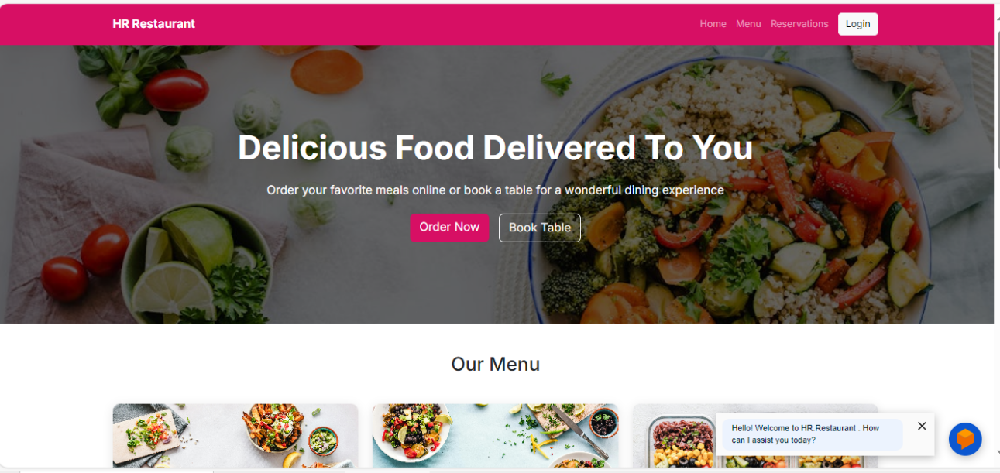 HR Restaurant
Home Menu Reservations Login
Delicious Food Delivered To You
Order your favorite meals online or book a table for a wonderful dining experience
Order Now Book Table
Our Menu
Hello! Welcome to HR Restaurant . How
can I assist you today?